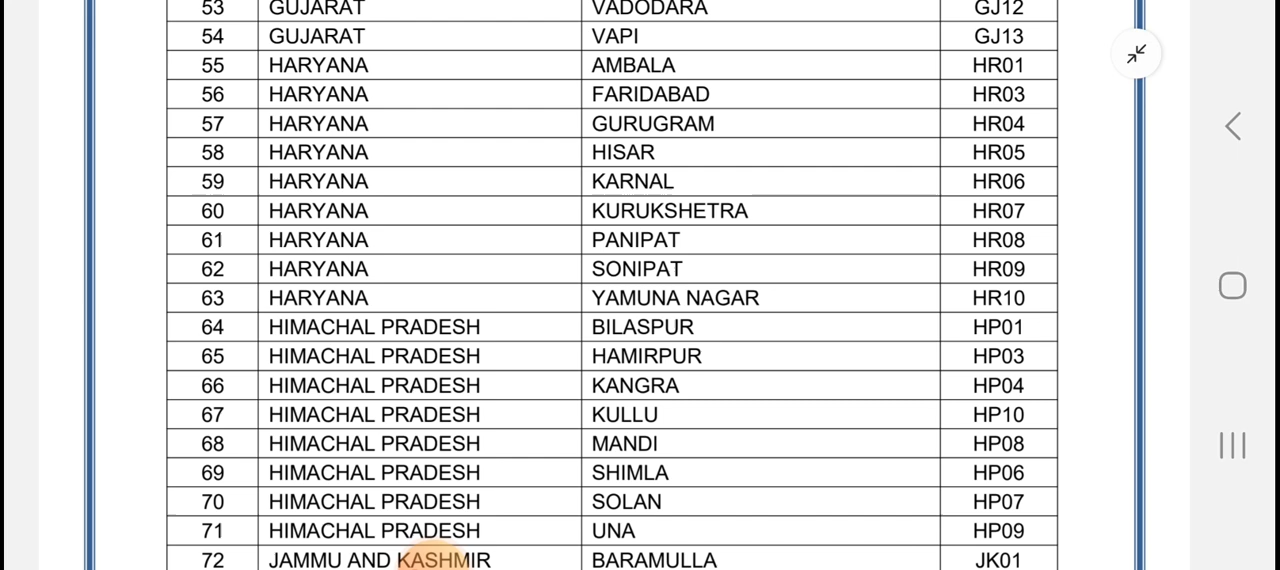 53 GUJARAT VADODARA GJ12
54 GUJARAT VAPI GJ13
55 HARYANA AMBALA HR01
56 HARYANA FARIDABAD HR03
57 HARYANA GURUGRAM HR04
58 HARYANA HISAR HR05
59 HARYANA KARNAL HR06
60 HARYANA KURUKSHETRA HR07
61 HARYANA PANIPAT HR08
62 HARYANA SONIPAT HR09
63 HARYANA YAMUNA NAGAR HR10
64 HIMACHAL PRADESH BILASPUR HP01
65 HIMACHAL PRADESH HAMIRPUR HP03
66 HIMACHAL PRADESH KANGRA HP04
67 HIMACHAL PRADESH KULLU HP10
68 HIMACHAL PRADESH MANDI HP08
69 HIMACHAL PRADESH SHIMLA HP06
70 HIMACHAL PRADESH SOLAN HP07
71 HIMACHAL PRADESH UNA HP09
72 JAMMU AND KASHMIR BARAMULLA JK01